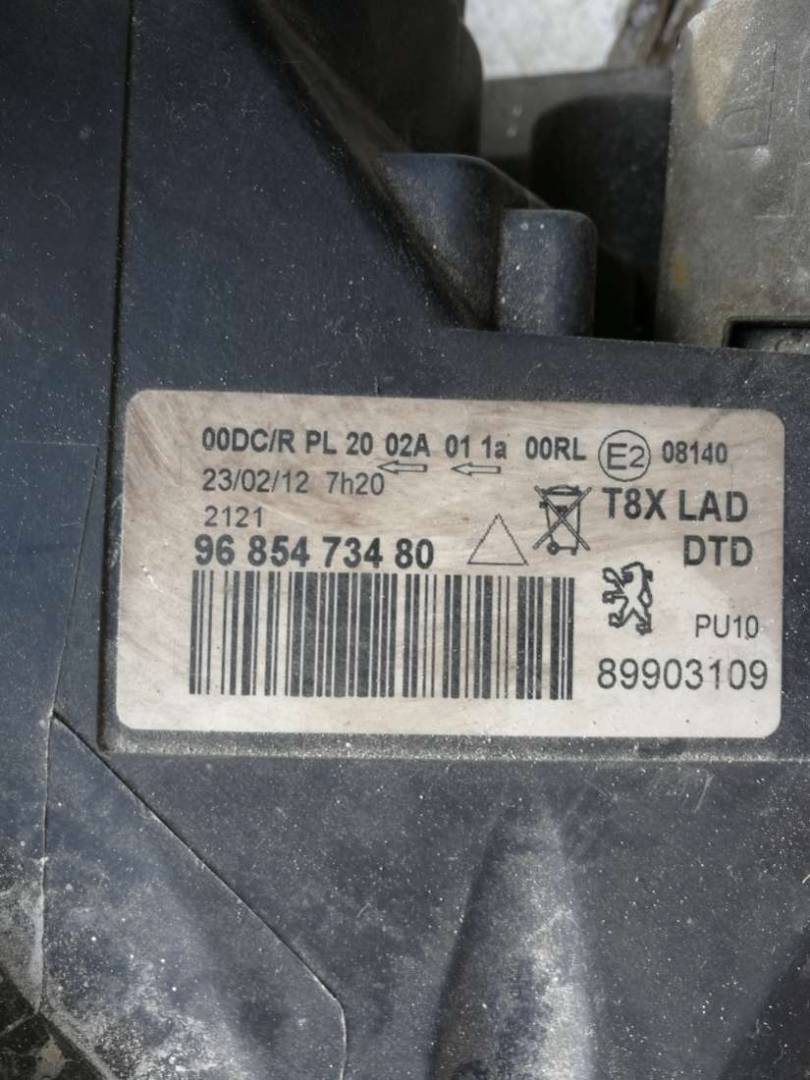 00DC/R PL 20 02A 01 1a 00RL E2 08140
23/02/12 7h20
T8X LAD
2121
96 854 734 80
DTD
PU10
89903109